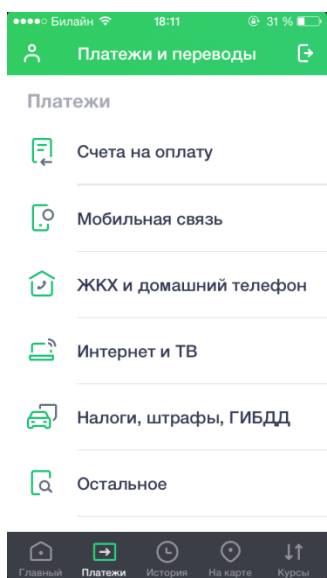 Билайн 18:11 31 %
Платежи и переводы
Платежи
Счета на оплату
Мобильная связь
ЖКХ и домашний телефон
Интернет и ТВ
Налоги, штрафы, ГИБДД
Остальное
Главный Платежи История На карте Курсы